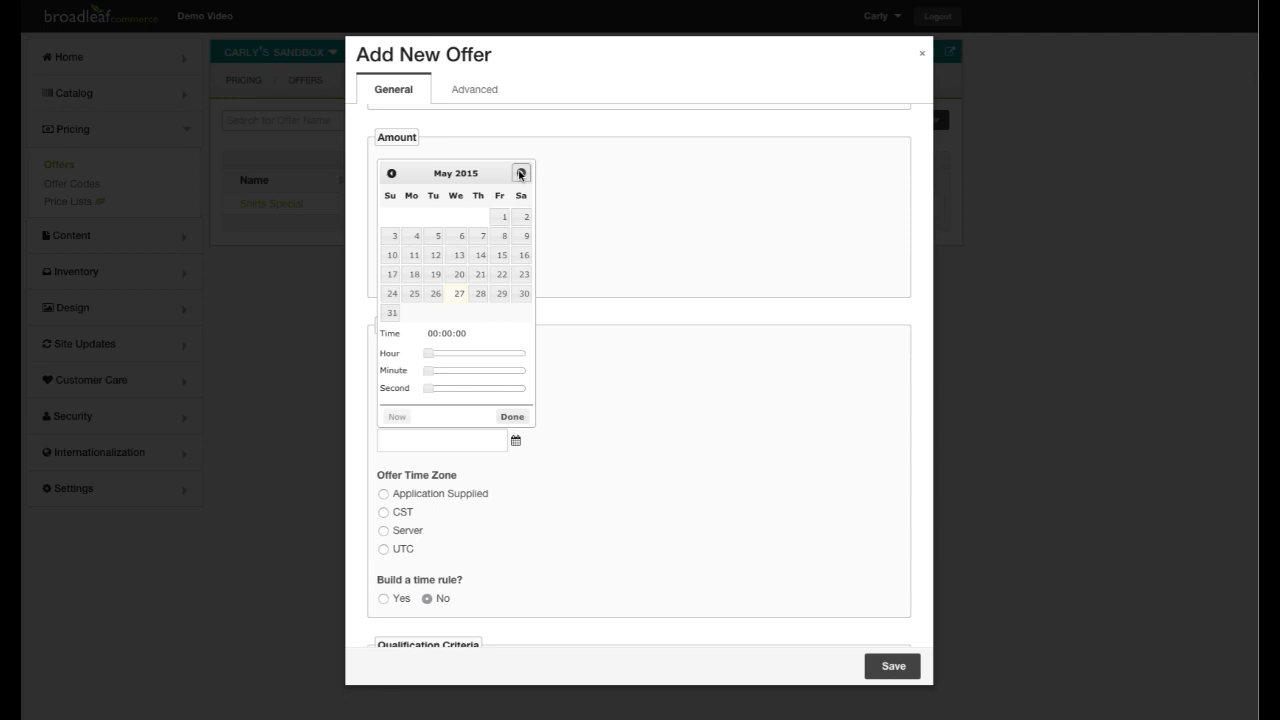 broadleafcommerce
Demo Video
Carly
Logout
Home
Catalog
Pricing
Offers
Offer Codes
Price Lists
Content
Inventory
Design
Site Updates
Customer Care
Security
Internationalization
Settings
CARLY'S SANDBOX
PRICING / OFFERS
Search for Offer Name
Name
Shirts Special
Add New Offer
×
General
Advanced
Amount
May 2015
Su Mo Tu We Th Fr Sa
1 2
3 4 5 6 7 8 9
10 11 12 13 14 15 16
17 18 19 20 21 22 23
24 25 26 27 28 29 30
31
Time 00:00:00
Hour
Minute
Second
Now Done
Offer Time Zone
Application Supplied
CST
Server
UTC
Build a time rule?
Yes No
Qualification Criteria
Save